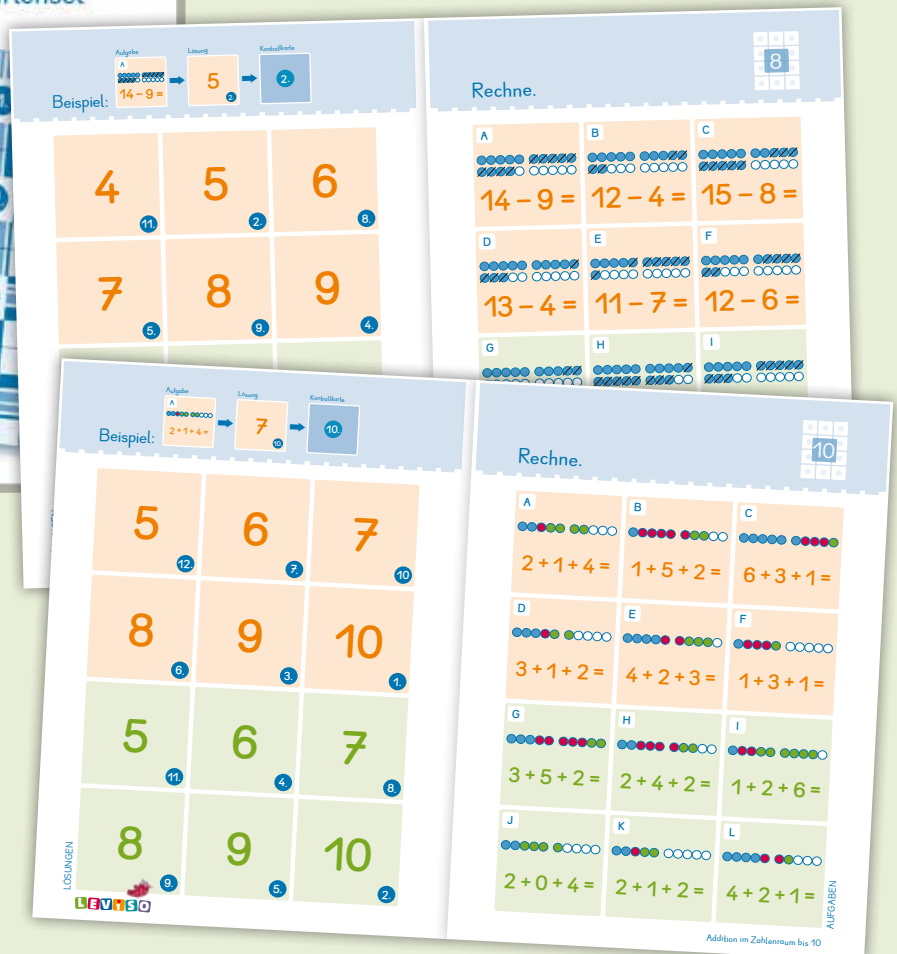 Aufgabe Lösung Kontrollkarte
A
14 – 9 =
5
2.
2.
Beispiel:
4 5 6
11. 2. 8.
7 8 9
5. 9. 4.
8
Rechne.
A B C
14 – 9 = 12 – 4 = 15 – 8 =
D E F
13 – 4 = 11 – 7 = 12 – 6 =
G H I
Aufgabe Lösung Kontrollkarte
A
2 + 1 + 4 =
7
10.
10.
Beispiel:
5 6 7
12. 7. 10
8 9 10
6. 3. 1.
5 6 7
11. 4. 8.
8 9 10
9. 5. 2.
LÖSUNGEN
LEVISO
10
Rechne.
A B C
2 + 1 + 4 = 1 + 5 + 2 = 6 + 3 + 1 =
D E F
3 + 1 + 2 = 4 + 2 + 3 = 1 + 3 + 1 =
G H I
3 + 5 + 2 = 2 + 4 + 2 = 1 + 2 + 6 =
J K L
2 + 0 + 4 = 2 + 1 + 2 = 4 + 2 + 1 =
AUFGABEN
Addition im Zahlenraum bis 10